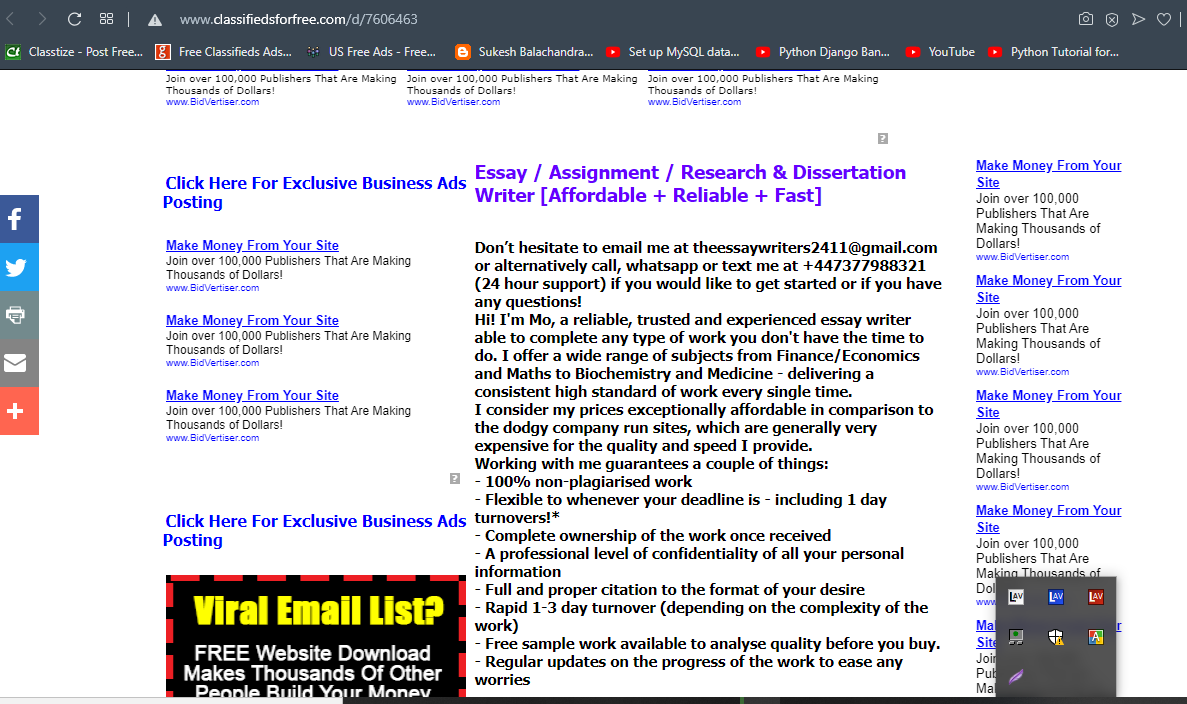 www.classifiedsforfree.com/d/7606463
Classtize - Post Free...
Free Classifieds Ads...
US Free Ads - Free...
Sukesh Balachandra...
Set up MySQL data...
Python Django Ban...
YouTube
Python Tutorial for...
Join over 100,000 Publishers That Are Making
Thousands of Dollars!
www.BidVertiser.com
Join over 100,000 Publishers That Are Making
Thousands of Dollars!
www.BidVertiser.com
Join over 100,000 Publishers That Are Making
Thousands of Dollars!
www.BidVertiser.com
Click Here For Exclusive Business Ads
Posting
Make Money From Your Site
Join over 100,000 Publishers That Are Making
Thousands of Dollars!
www.BidVertiser.com
Make Money From Your Site
Join over 100,000 Publishers That Are Making
Thousands of Dollars!
www.BidVertiser.com
Make Money From Your Site
Join over 100,000 Publishers That Are Making
Thousands of Dollars!
www.BidVertiser.com
Click Here For Exclusive Business Ads
Posting
Viral Email List?
FREE Website Download
Makes Thousands Of Other
People Build Your Money
Essay / Assignment / Research & Dissertation
Writer [Affordable + Reliable + Fast]
Don’t hesitate to email me at theessaywriters2411@gmail.com
or alternatively call, whatsapp or text me at +447377988321
(24 hour support) if you would like to get started or if you have
any questions!
Hi! I'm Mo, a reliable, trusted and experienced essay writer
able to complete any type of work you don't have the time to
do. I offer a wide range of subjects from Finance/Economics
and Maths to Biochemistry and Medicine - delivering a
consistent high standard of work every single time.
I consider my prices exceptionally affordable in comparison to
the dodgy company run sites, which are generally very
expensive for the quality and speed I provide.
Working with me guarantees a couple of things:
- 100% non-plagiarised work
- Flexible to whenever your deadline is - including 1 day
turnovers!*
- Complete ownership of the work once received
- A professional level of confidentiality of all your personal
information
- Full and proper citation to the format of your desire
- Rapid 1-3 day turnover (depending on the complexity of the
work)
- Free sample work available to analyse quality before you buy.
- Regular updates on the progress of the work to ease any
worries
Make Money From Your
Site
Join over 100,000
Publishers That Are
Making Thousands of
Dollars!
www.BidVertiser.com
Make Money From Your
Site
Join over 100,000
Publishers That Are
Making Thousands of
Dollars!
www.BidVertiser.com
Make Money From Your
Site
Join over 100,000
Publishers That Are
Making Thousands of
Dollars!
www.BidVertiser.com
Make Money From Your
Site
Join over 100,000
Publishers That Are
Making Thousands of
LAV
LAV
LAV